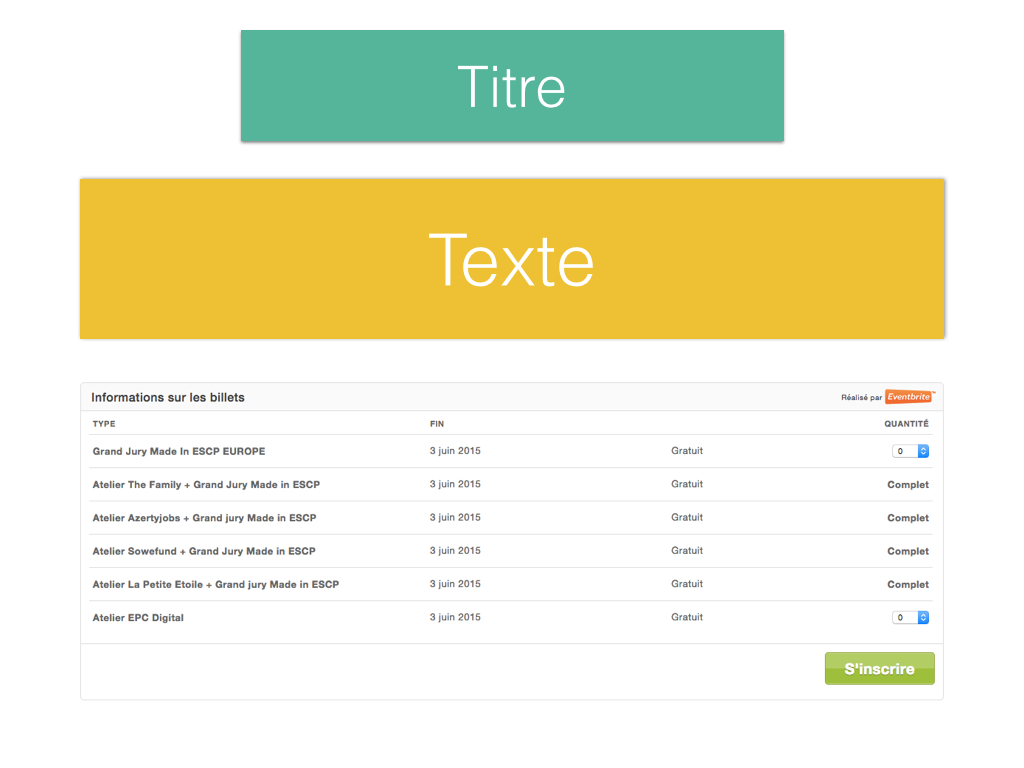 Titre
Texte
Informations sur les billets Réalisé par Eventbrite™
TYPE FIN QUANTITÉ
Grand Jury Made In ESCP EUROPE 3 juin 2015 Gratuit 0
Atelier The Family + Grand Jury Made in ESCP 3 juin 2015 Gratuit Complet
Atelier Azertyjobs + Grand jury Made in ESCP 3 juin 2015 Gratuit Complet
Atelier Sowefund + Grand Jury Made in ESCP 3 juin 2015 Gratuit Complet
Atelier La Petite Etoile + Grand jury Made in ESCP 3 juin 2015 Gratuit Complet
Atelier EPC Digital 3 juin 2015 Gratuit 0
S'inscrire